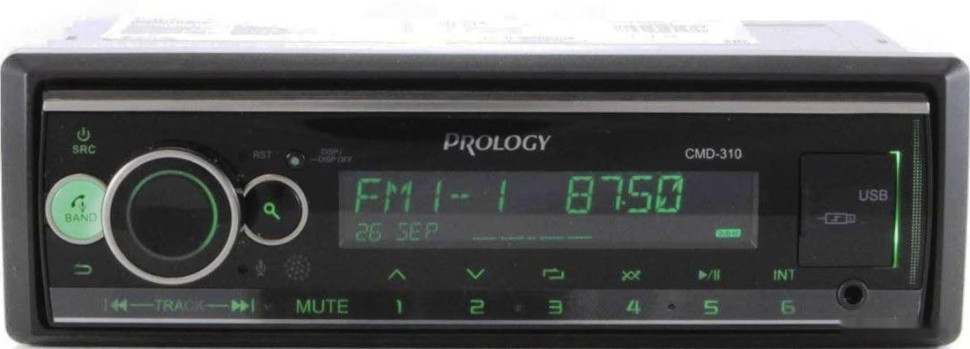 PROLOGY
SRC
RST DISP/
DISP OFF
CMD-310
BAND
FM1-1 87.50
26 SEP
USB
INT
TRACK MUTE 1 2 3 4 5 6